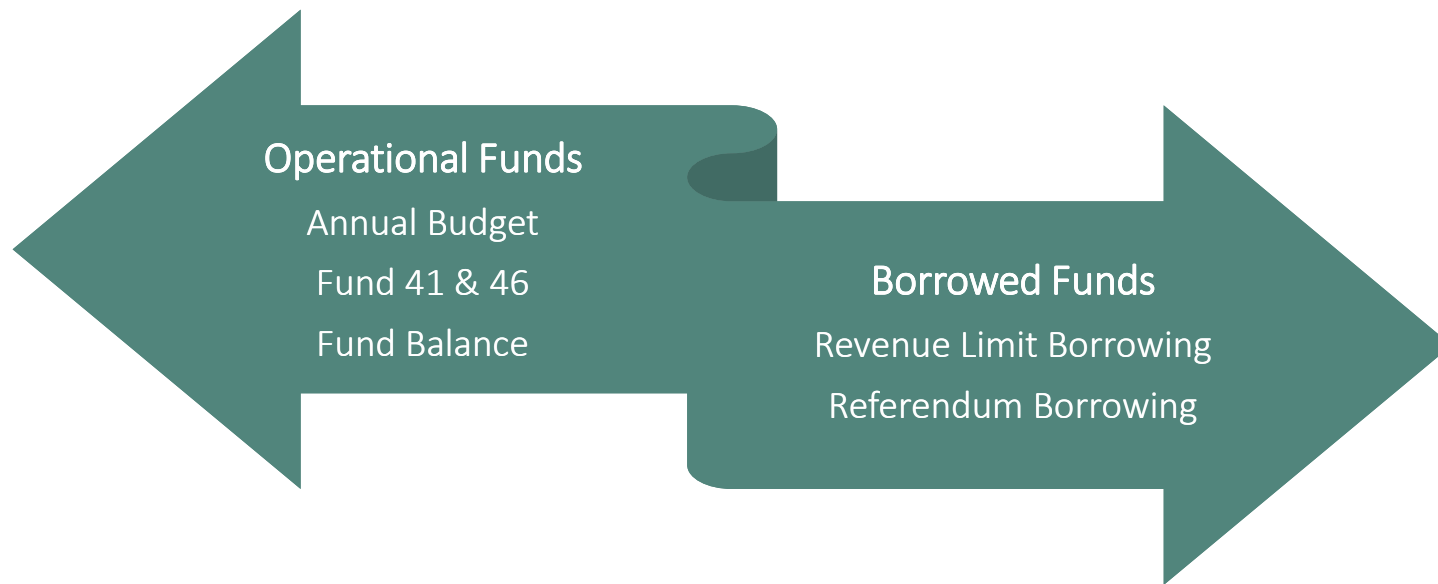 Operational Funds
Annual Budget
Fund 41 & 46
Fund Balance
Borrowed Funds
Revenue Limit Borrowing
Referendum Borrowing